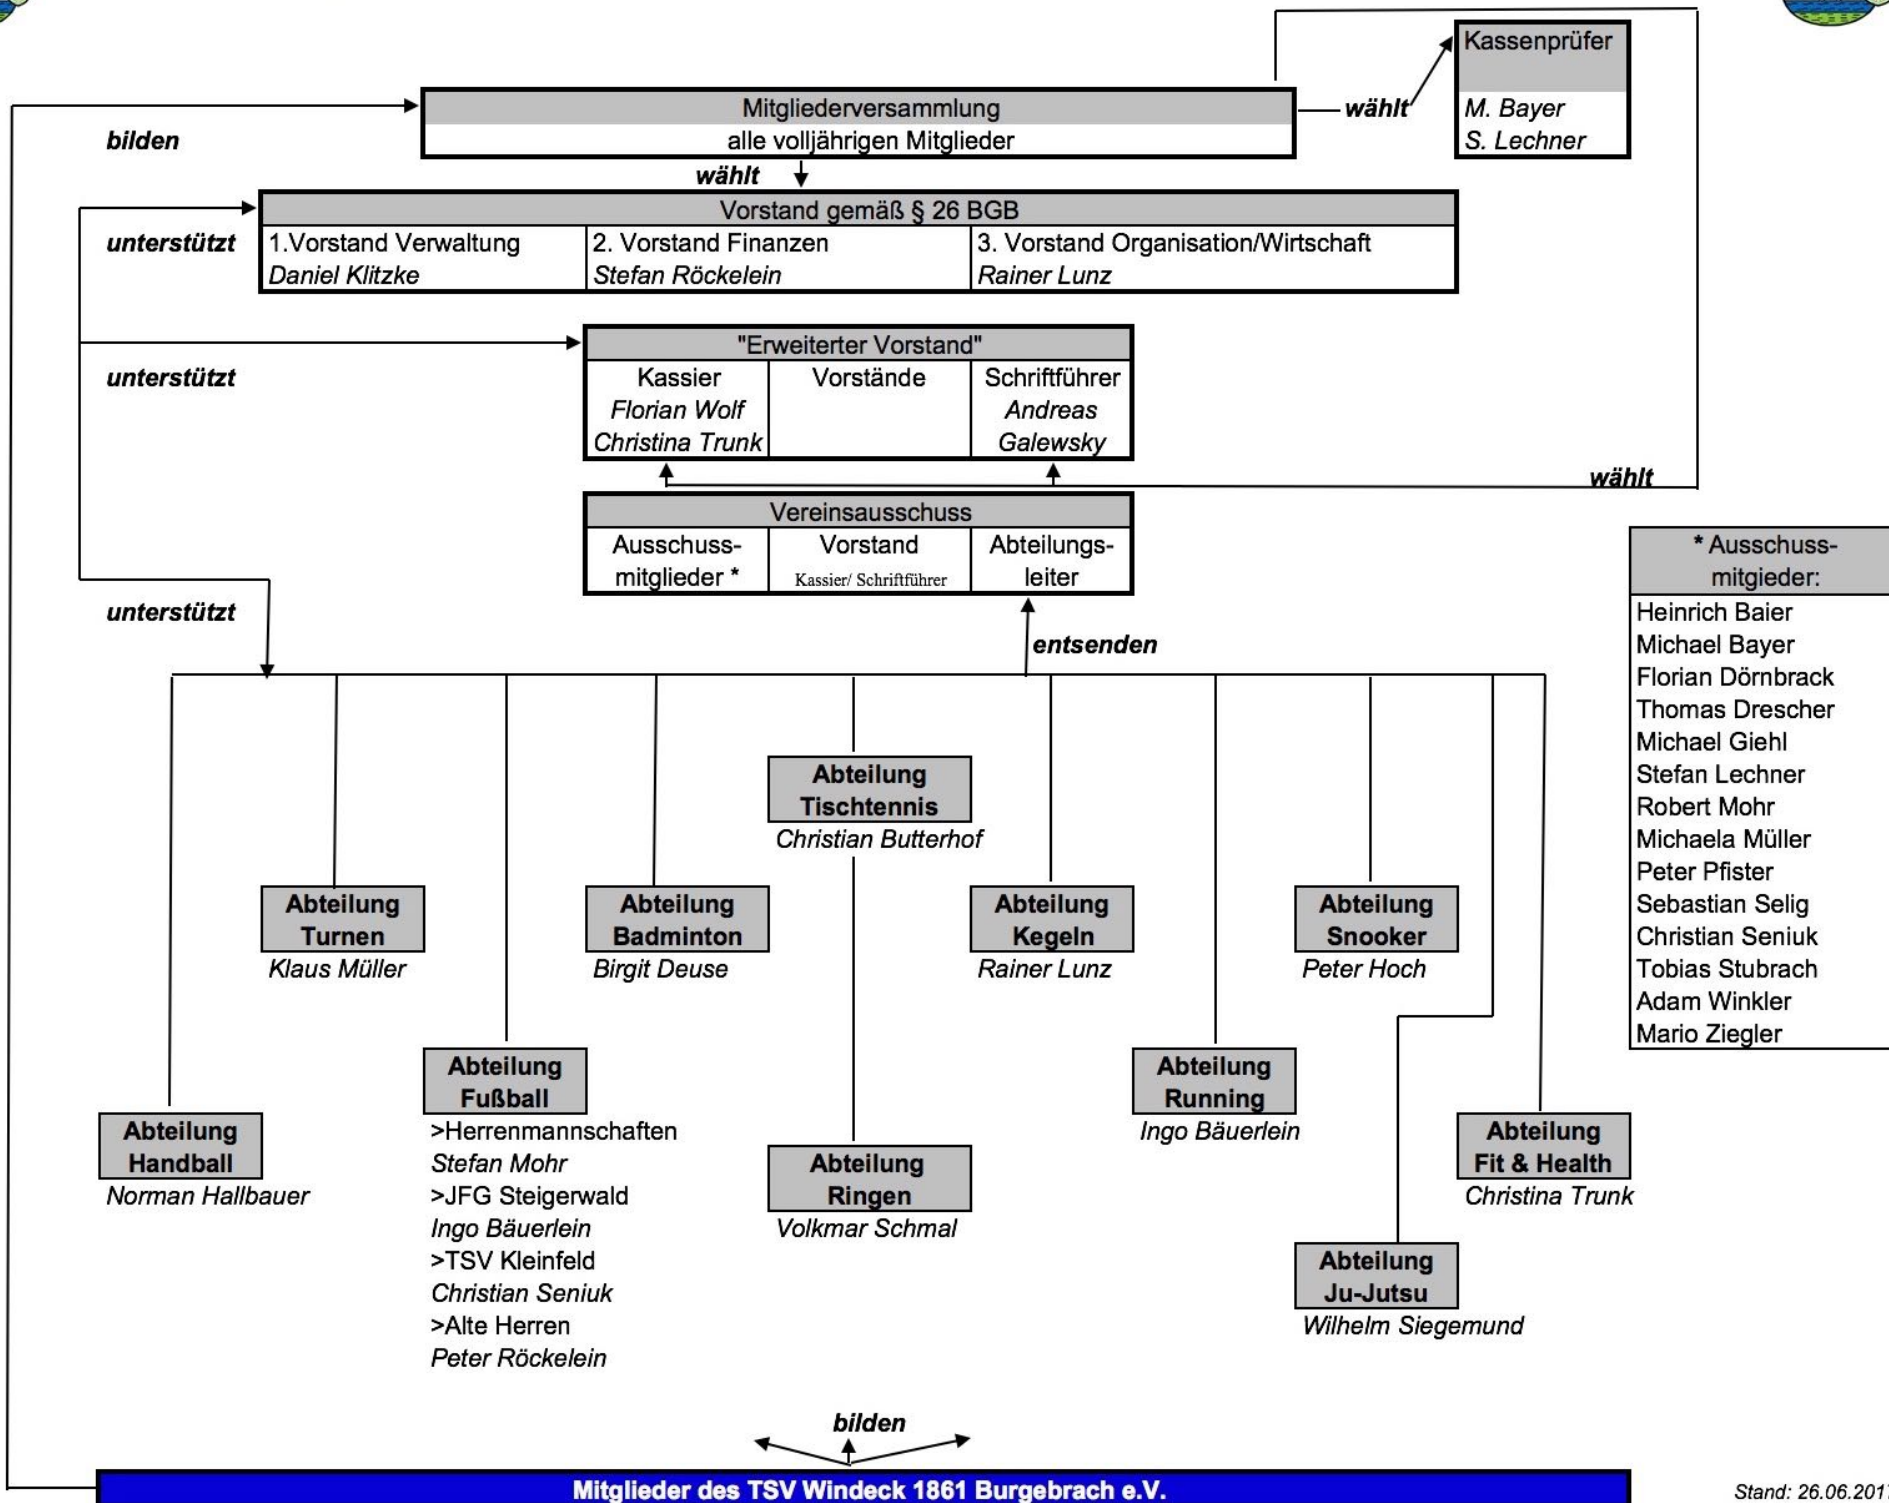 Kassenprüfer
M. Bayer
S. Lechner
Mitgliederversammlung
alle volljährigen Mitglieder
wählt
bilden
wählt
Vorstand gemäß § 26 BGB
unterstützt
1.Vorstand Verwaltung
Daniel Klitzke
2. Vorstand Finanzen
Stefan Röckelein
3. Vorstand Organisation/Wirtschaft
Rainer Lunz
"Erweiterter Vorstand"
unterstützt
Kassier
Florian Wolf
Christina Trunk
Vorstände
Schriftführer
Andreas
Galewsky
wählt
Vereinsausschuss
Ausschuss-
mitglieder *
Vorstand
Kassier/ Schriftführer
Abteilungs-
leiter
unterstützt
entsenden
* Ausschuss-
mitgieder:
Heinrich Baier
Michael Bayer
Florian Dörnbrack
Thomas Drescher
Michael Giehl
Stefan Lechner
Robert Mohr
Michaela Müller
Peter Pfister
Sebastian Selig
Christian Seniuk
Tobias Stubrach
Adam Winkler
Mario Ziegler
Abteilung
Tischtennis
Christian Butterhof
Abteilung
Turnen
Klaus Müller
Abteilung
Badminton
Birgit Deuse
Abteilung
Kegeln
Rainer Lunz
Abteilung
Snooker
Peter Hoch
Abteilung
Fußball
>Herrenmannschaften
Stefan Mohr
>JFG Steigerwald
Ingo Bäuerlein
>TSV Kleinfeld
Christian Seniuk
>Alte Herren
Peter Röckelein
Abteilung
Running
Ingo Bäuerlein
Abteilung
Handball
Norman Hallbauer
Abteilung
Ringen
Volkmar Schmal
Abteilung
Fit & Health
Christina Trunk
Abteilung
Ju-Jutsu
Wilhelm Siegemund
bilden
Mitglieder des TSV Windeck 1861 Burgebrach e.V.
Stand: 26.06.2017